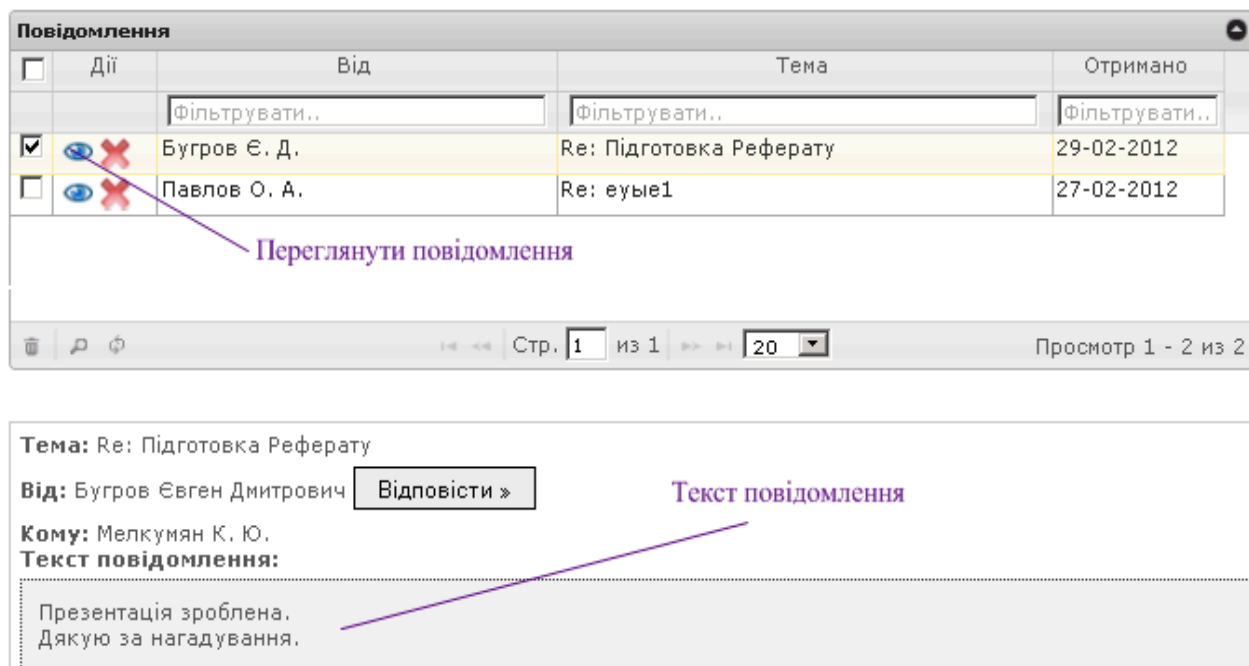 Повідомлення
Дії Від Тема Отримано
Фільтрувати.. Фільтрувати.. Фільтрувати..
Бугров Є. Д. Re: Підготовка Реферату 29-02-2012
Павлов О. А. Re: еуые1 27-02-2012
Переглянути повідомлення
Стр. 1 из 1 20 Просмотр 1 - 2 из 2
Тема: Re: Підготовка Реферату
Від: Бугров Євген Дмитрович Відповісти » Текст повідомлення
Кому: Мелкумян К. Ю.
Текст повідомлення:
Презентація зроблена.
Дякую за нагадування.